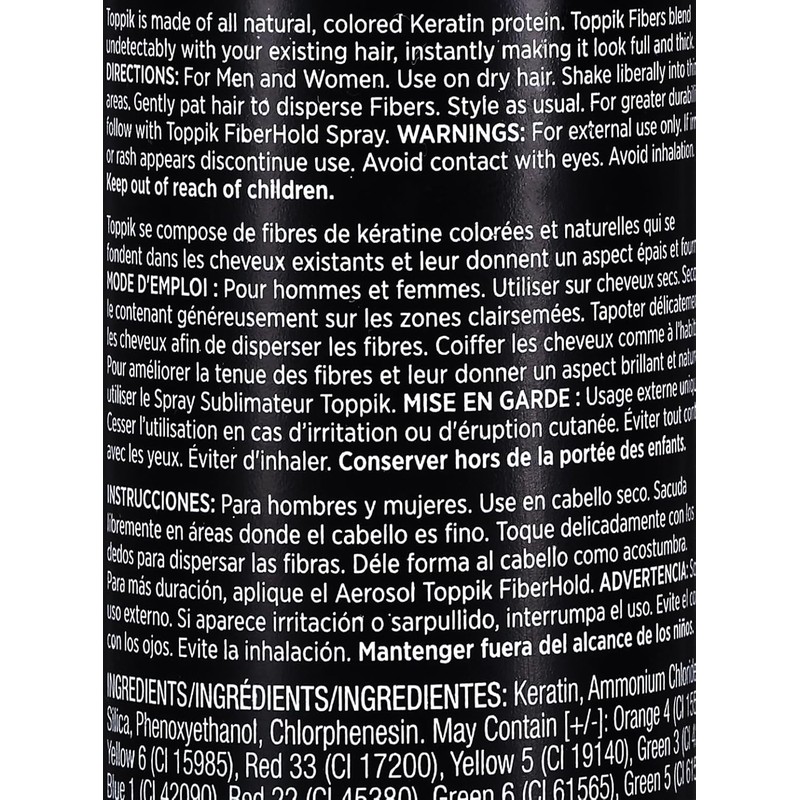 Toppik is made of all natural, colored Keratin protein. Toppik Fibers blend
undetectably with your existing hair, instantly making it look full and thick.
DIRECTIONS: For Men and Women. Use on dry hair. Shake liberally into
areas. Gently pat hair to disperse Fibers. Style as usual. For greater
follow with Toppik FiberHold Spray. WARNINGS: For external use only. If
or rash appears discontinue use. Avoid contact with eyes. Avoid inhalation.
Keep out of reach of children.
Toppik se compose de fibres de kératine colorées et naturelles qui se
fondent dans les cheveux existants et leur donnent un aspect épais et
MODE D'EMPLOI : Pour hommes et femmes. Utiliser sur cheveux secs.
le contenant généreusement sur les zones clairsemées. Tapoter
les cheveux afin de disperser les fibres. Coiffer les cheveux comme à
Pour améliorer la tenue des fibres et leur donner un aspect brillant et
utiliser le Spray Sublimateur Toppik. MISE EN GARDE : Usage externe
Cesser l'utilisation en cas d'irritation ou d'éruption cutanée. Éviter tout
avec les yeux. Éviter d'inhaler. Conserver hors de la portée des enfants.
INSTRUCCIONES: Para hombres y mujeres. Use en cabello seco. Sacuda
libremente en áreas donde el cabello es fino. Toque delicadamente con los
dedos para dispersar las fibras. Déle forma al cabello como acostumbra.
Para más duración, aplique el Aerosol Toppik FiberHold. ADVERTENCIA:
uso externo. Si aparece irritación o sarpullido, interrumpa el uso. Evite el
con los ojos. Evite la inhalación. Mantenger fuera del alcance de los niños.
INGREDIENTS/INGRÉDIENTS/INGREDIENTES: Keratin, Ammonium Chloride
Silica, Phenoxyethanol, Chlorphenesin. May Contain [+/-]: Orange 4 (CI
Yellow 6 (CI 15985), Red 33 (CI 17200), Yellow 5 (CI 19140), Green 3 (CI
Blue 1 (CI 42090), Red 22 (CI 45380), Green 6 (CI 61565), Green 5 (CI